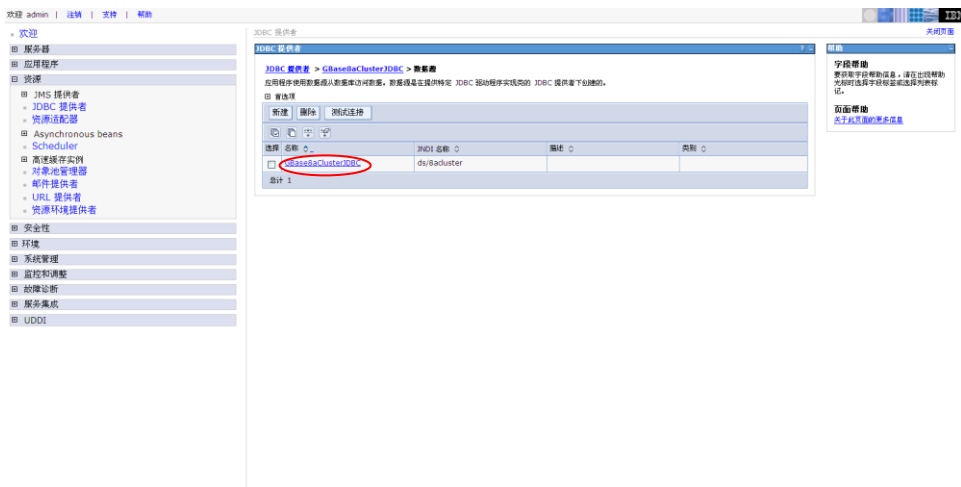 欢迎 admin | 注销 | 支持 | 帮助
IBM
欢迎
服务器
应用程序
资源
JMS 提供者
JDBC 提供者
资源适配器
Asynchronous beans
Scheduler
高速缓存实例
对象池管理器
邮件提供者
URL 提供者
资源环境提供者
安全性
环境
系统管理
监控和调整
故障诊断
服务集成
UDDI
JDBC 提供者
关闭页面
JDBC 提供者
JDBC 提供者 > GBase8aClusterJDBC > 数据源
应用程序使用数据源从数据库访问数据。数据源是在提供特定 JDBC 驱动程序实现类的 JDBC 提供者下创建的。
首选项
新建 删除 测试连接
选择 名称 JNDI 名称 描述 类别
GBase8aClusterJDBC ds/8acluster
总计 1
帮助
字段帮助
要获取字段帮助信息，请在出现帮助
光标时选择字段标签或选择列表标
记。
页面帮助
关于此页面的更多信息